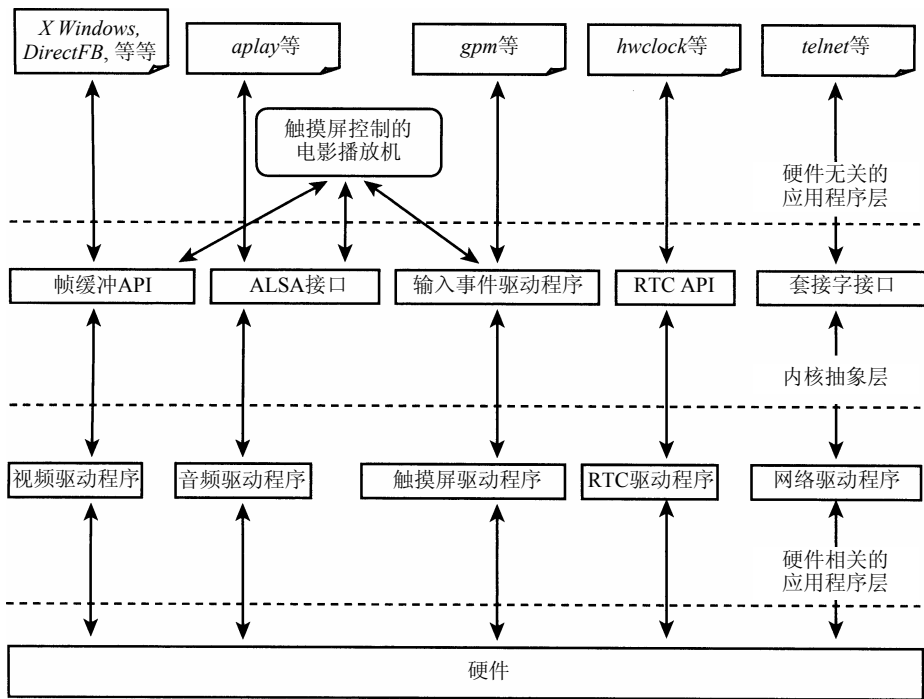 X Windows,
DirectFB, 等等
aplay等
gpm等
hwclock等
telnet等
触摸屏控制的
电影播放机
硬件无关的
应用程序层
帧缓冲API
ALSA接口
输入事件驱动程序
RTC API
套接字接口
内核抽象层
视频驱动程序
音频驱动程序
触摸屏驱动程序
RTC驱动程序
网络驱动程序
硬件相关的
应用程序层
硬件